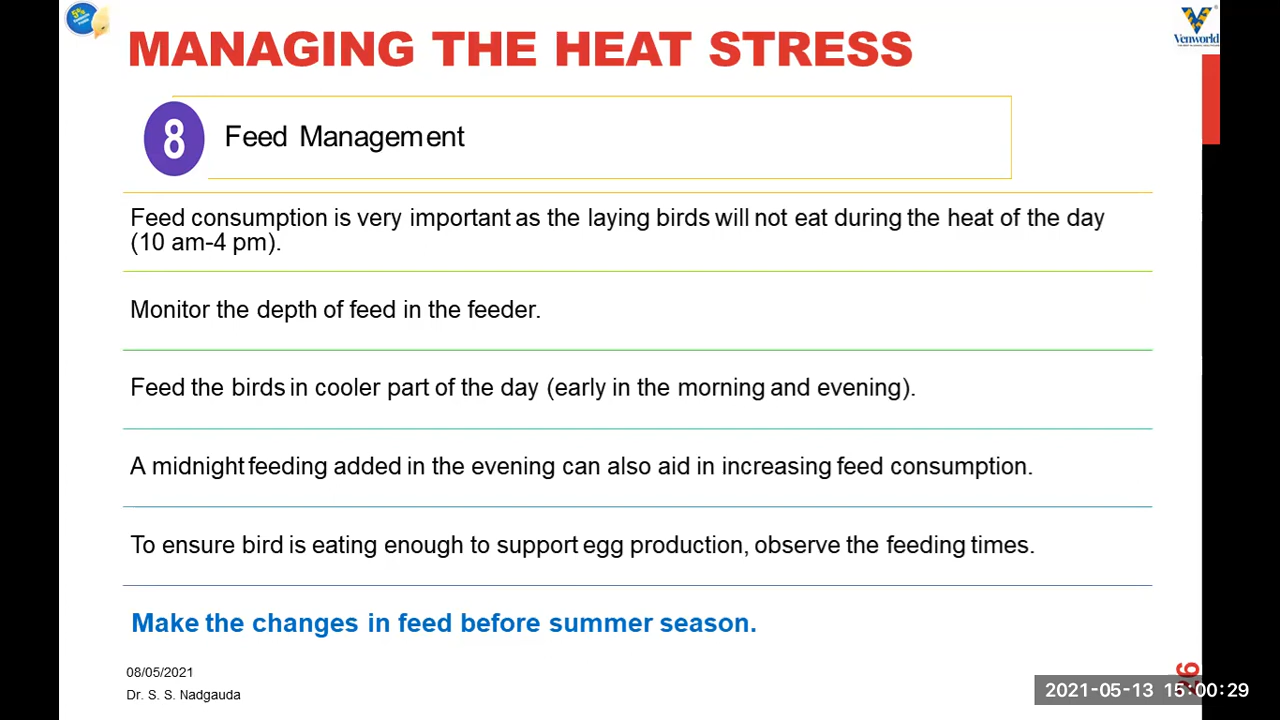 5%
Venworld
MANAGING THE HEAT STRESS
8
Feed Management
Feed consumption is very important as the laying birds will not eat during the heat of the day
(10 am-4 pm).
Monitor the depth of feed in the feeder.
Feed the birds in cooler part of the day (early in the morning and evening).
A midnight feeding added in the evening can also aid in increasing feed consumption.
To ensure bird is eating enough to support egg production, observe the feeding times.
Make the changes in feed before summer season.
08/05/2021
Dr. S. S. Nadgauda
2021-05-13 15:00:29